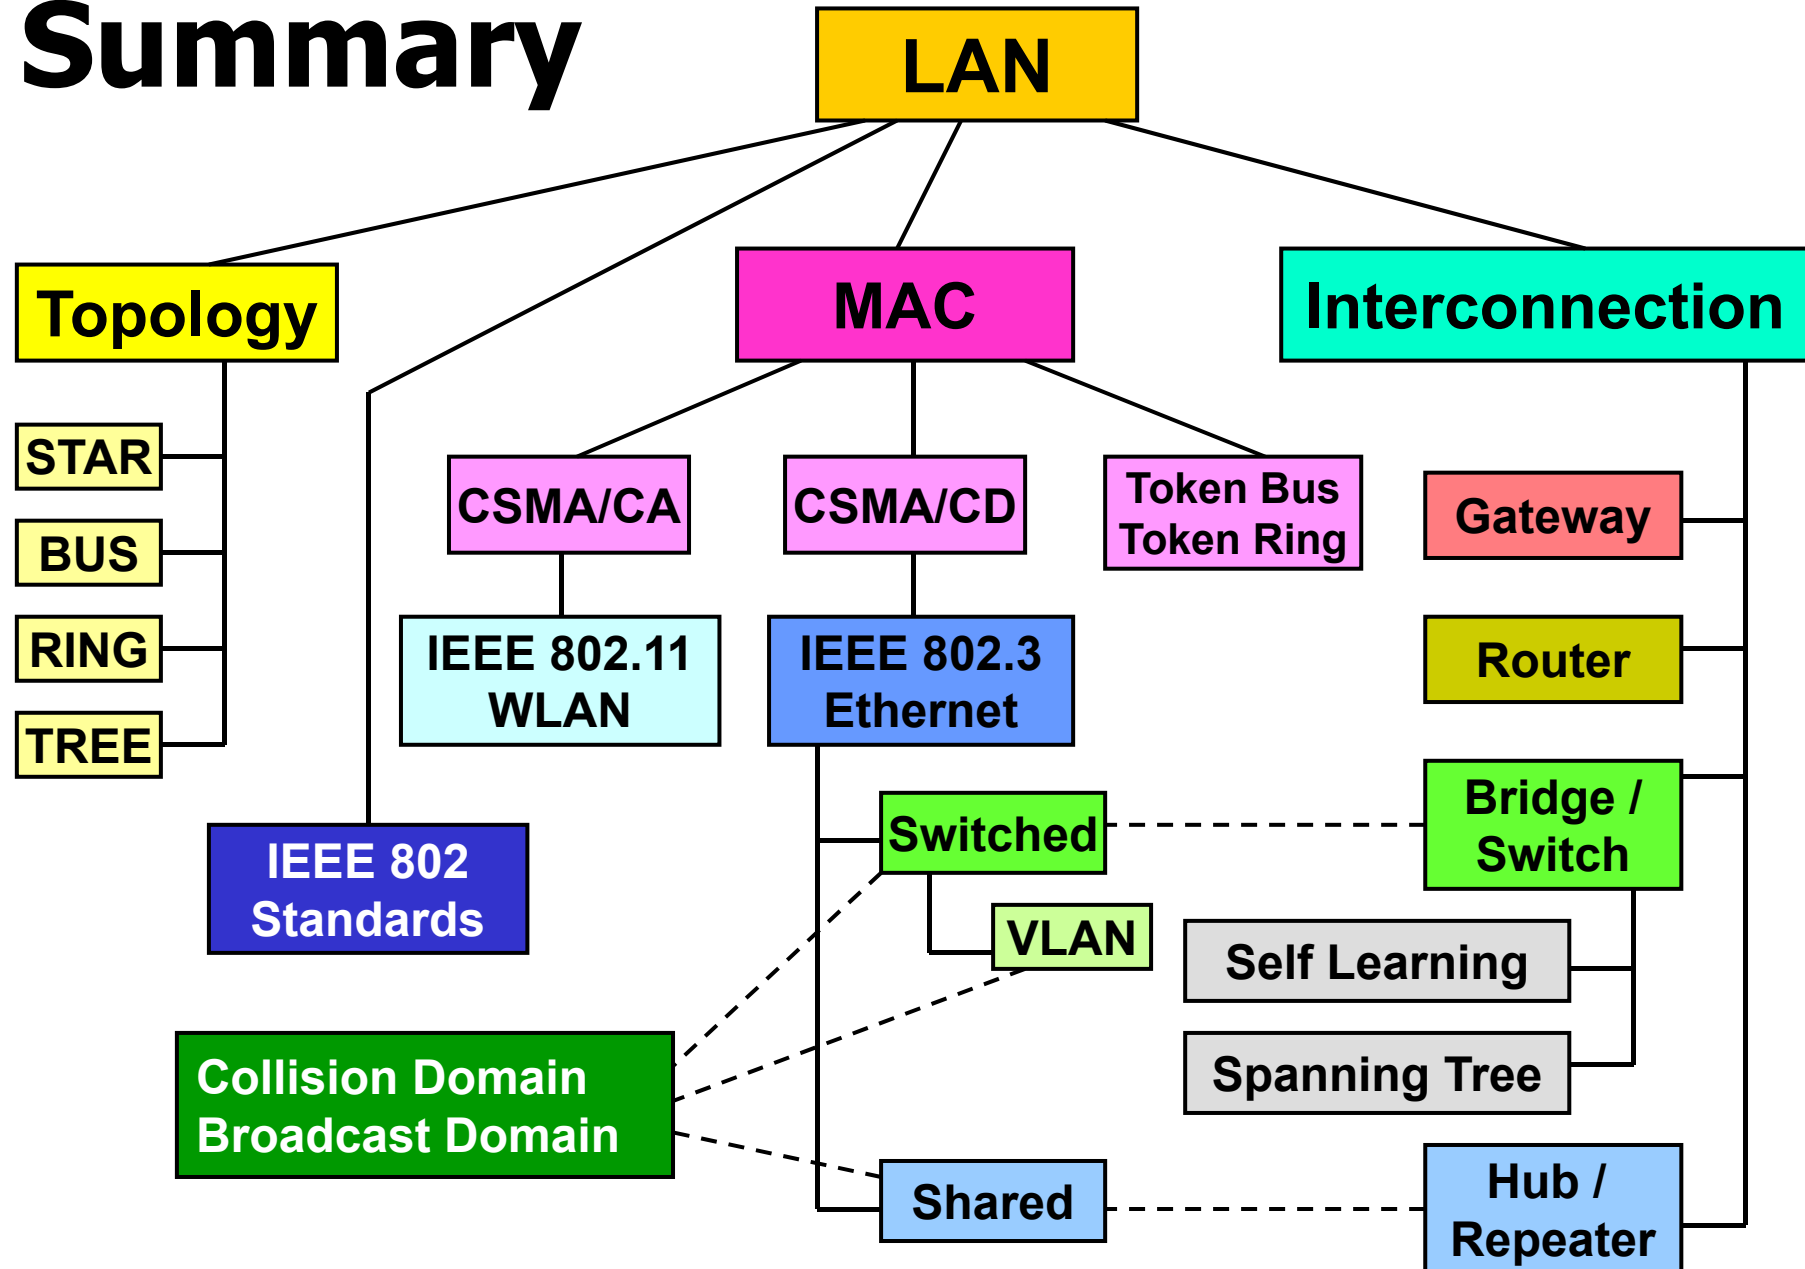 Summary
LAN
Topology
MAC
Interconnection
STAR
BUS
RING
TREE
CSMA/CA
CSMA/CD
Token Bus
Token Ring
IEEE 802.11
WLAN
IEEE 802.3
Ethernet
Gateway
Router
Bridge /
Switch
IEEE 802
Standards
Switched
VLAN
Self Learning
Spanning Tree
Collision Domain
Broadcast Domain
Shared
Hub /
Repeater